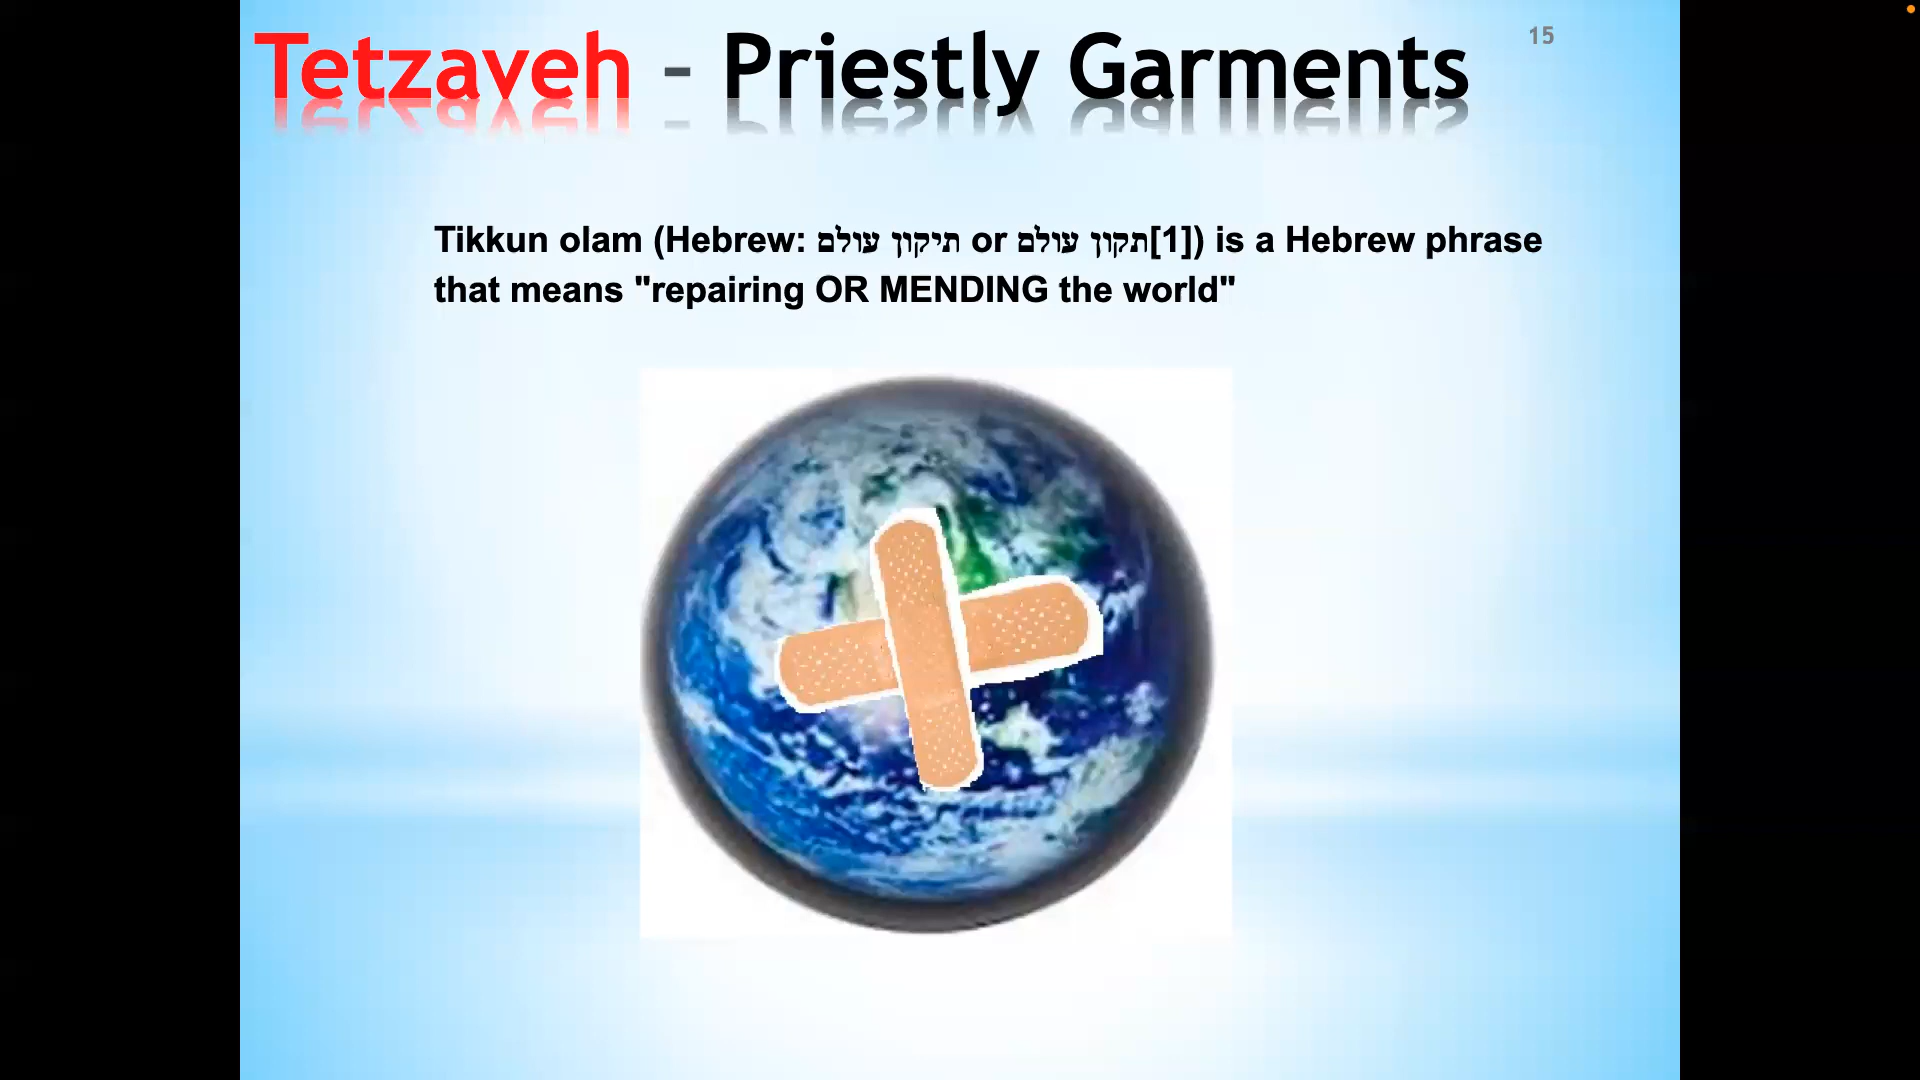 Tetzaveh - Priestly Garments
15
Tikkun olam (Hebrew: תיקון עולם or תקון עולם[1]) is a Hebrew phrase
that means "repairing OR MENDING the world"